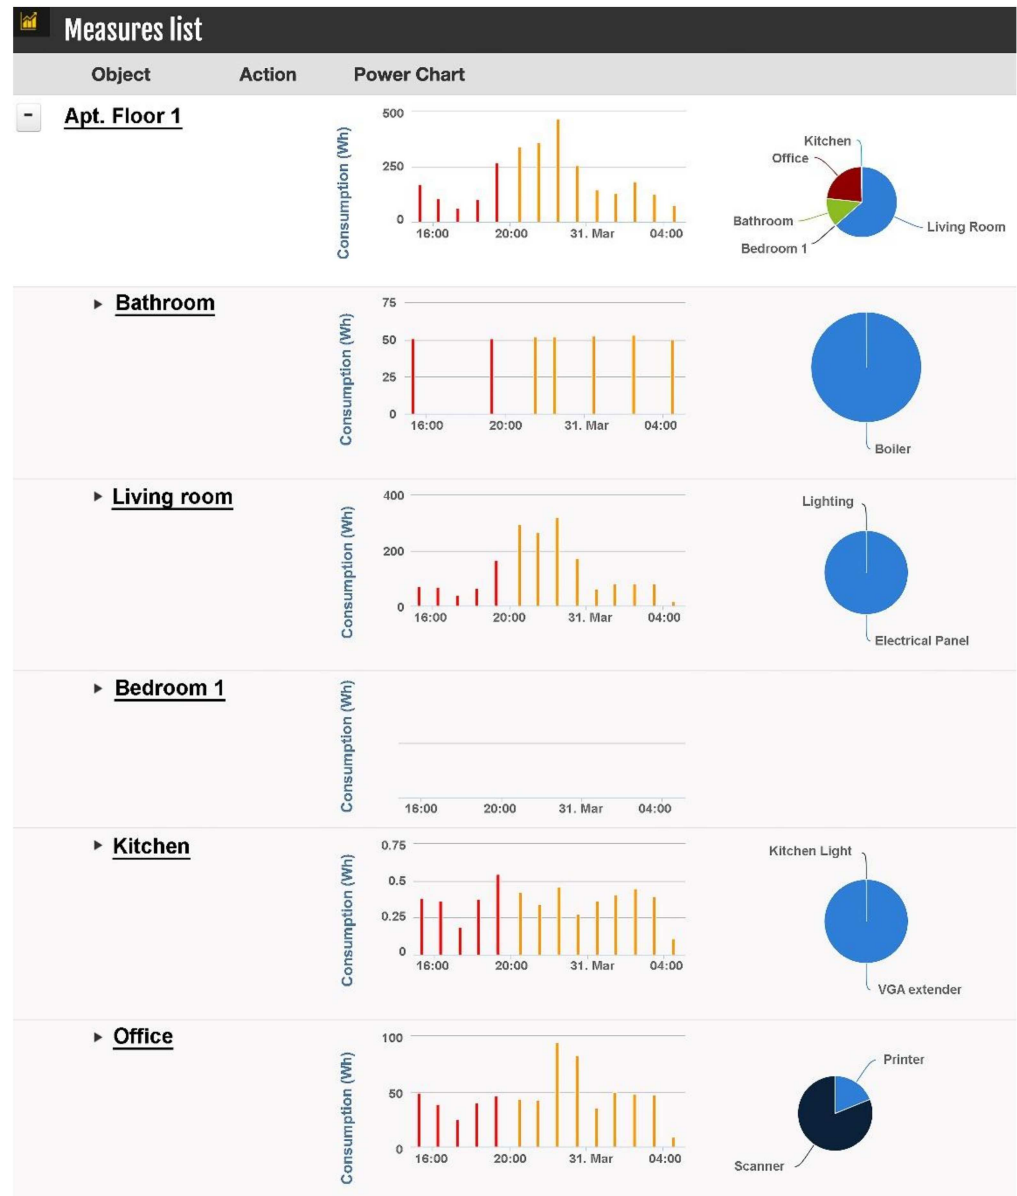 Measures list
Object Action Power Chart
Apt. Floor 1
Consumption (Wh)
500
250
0
16:00 20:00 31. Mar 04:00
Kitchen
Office
Bathroom
Living Room
Bedroom 1
Bathroom
Consumption (Wh)
75
50
25
0
16:00 20:00 31. Mar 04:00
Boiler
Living room
Consumption (Wh)
400
200
0
16:00 20:00 31. Mar 04:00
Lighting
Electrical Panel
Bedroom 1
Consumption (Wh)
16:00 20:00 31. Mar 04:00
Kitchen
Consumption (Wh)
0.75
0.5
0.25
0
16:00 20:00 31. Mar 04:00
Kitchen Light
VGA extender
Office
Consumption (Wh)
100
50
0
16:00 20:00 31. Mar 04:00
Printer
Scanner